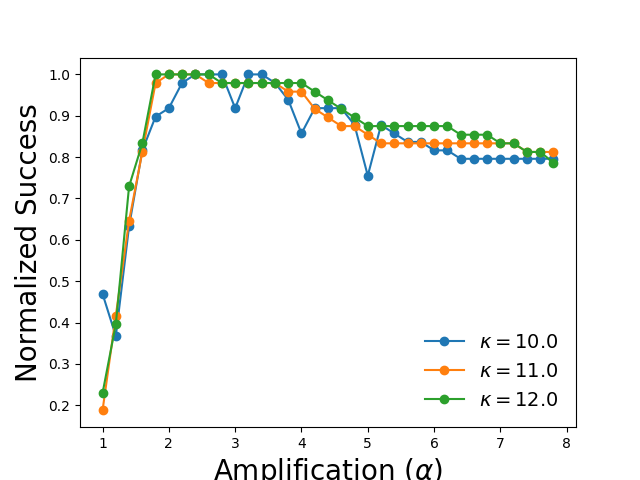 1.0
0.9
0.8
0.7
0.6
0.5
0.4
0.3
0.2
Normalized Success
κ = 10.0
κ = 11.0
κ = 12.0
1 2 3 4 5 6 7 8
Amplification (α)